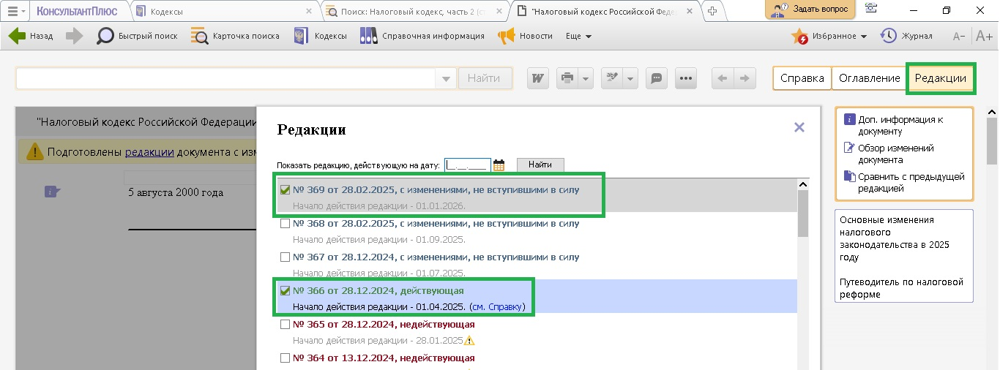 КОНСУЛЬТАНТПЛЮС
Кодексы
Поиск: Налоговый кодекс, часть 2 (ст
"Налоговый кодекс Российской Феде
Задать вопрос
Назад
Быстрый поиск
Карточка поиска
Кодексы
Справочная информация
Новости
Еще
Избранное
Журнал
A-
A+
Найти
W
Справка
Оглавление
Редакции
"Налоговый кодекс Российской Федерации
Подготовлены редакции документа с из
5 августа 2000 года
Редакции
Показать редакцию, действующую на дату: __.__.____
Найти
№ 369 от 28.02.2025, с изменениями, не вступившими в силу
Начало действия редакции - 01.01.2026.
№ 368 от 28.02.2025, с изменениями, не вступившими в силу
Начало действия редакции - 01.09.2025.
№ 367 от 28.12.2024, с изменениями, не вступившими в силу
Начало действия редакции - 01.07.2025.
№ 366 от 28.12.2024, действующая
Начало действия редакции - 01.04.2025. (см. Справку)
№ 365 от 28.12.2024, недействующая
Начало действия редакции - 28.01.2025
№ 364 от 13.12.2024, недействующая
Доп. информация к
документу
Обзор изменений
документа
Сравнить с предыдущей
редакцией
Основные изменения
налогового
законодательства в 2025
году
Путеводитель по налоговой
реформе